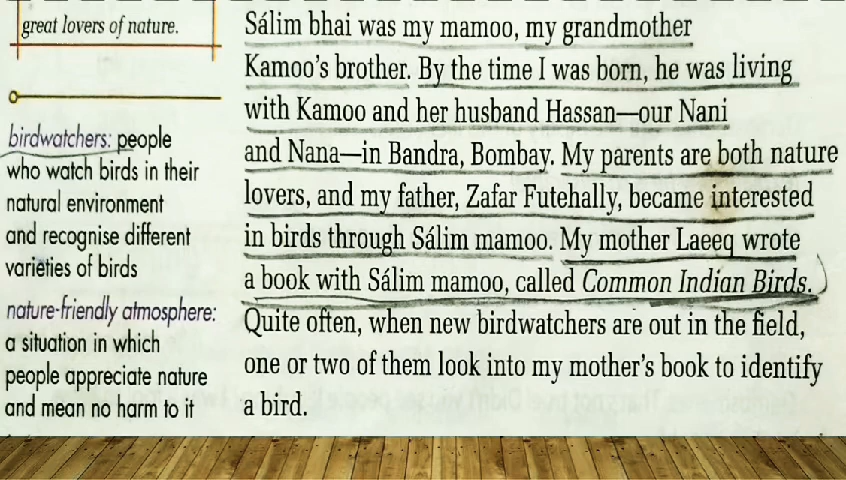 great lovers of nature.
birdwatchers: people
who watch birds in their
natural environment
and recognise different
varieties of birds
nature-friendly atmosphere:
a situation in which
people appreciate nature
and mean no harm to it
Sálim bhai was my mamoo, my grandmother
Kamoo's brother. By the time I was born, he was living
with Kamoo and her husband Hassan—our Nani
and Nana—in Bandra, Bombay. My parents are both nature
lovers, and my father, Zafar Futehally, became interested
in birds through Sálim mamoo. My mother Laeeq wrote
a book with Sálim mamoo, called Common Indian Birds.
Quite often, when new birdwatchers are out in the field,
one or two of them look into my mother's book to identify
a bird.